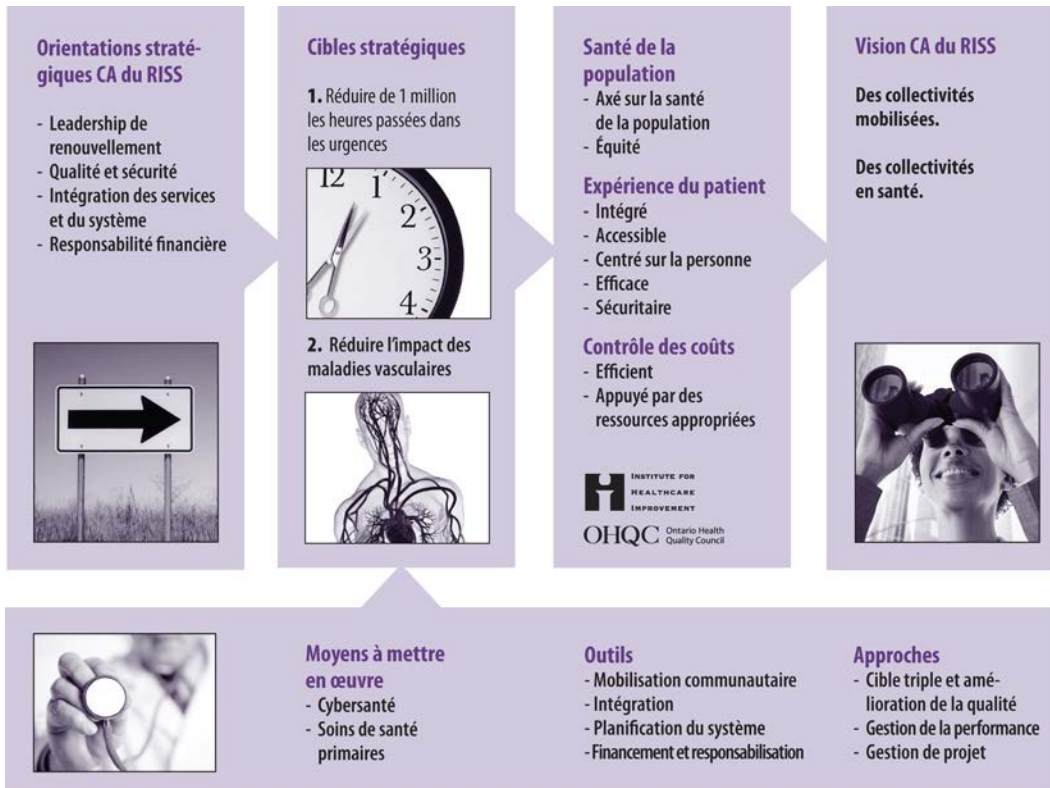 Orientations straté-
giques CA du RISS
- Leadership de
renouvellement
- Qualité et sécurité
- Intégration des services
et du système
- Responsabilité financière
Cibles stratégiques
1. Réduire de 1 million
les heures passées dans
les urgences
12
1
2
3
4
2. Réduire l'impact des
maladies vasculaires
Santé de la
population
- Axé sur la santé
de la population
- Équité
Expérience du patient
- Intégré
- Accessible
- Centré sur la personne
- Efficace
- Sécuritaire
Contrôle des coûts
- Efficient
- Appuyé par des
ressources appropriées
INSTITUTE FOR
HEALTHCARE
IMPROVEMENT
OHQC Ontario Health
Quality Council
Vision CA du RISS
Des collectivités
mobilisées.
Des collectivités
en santé.
Moyens à mettre
en œuvre
- Cybersanté
- Soins de santé
primaires
Outils
- Mobilisation communautaire
- Intégration
- Planification du système
- Financement et responsabilisation
Approches
- Cible triple et amé-
lioration de la qualité
- Gestion de la performance
- Gestion de projet